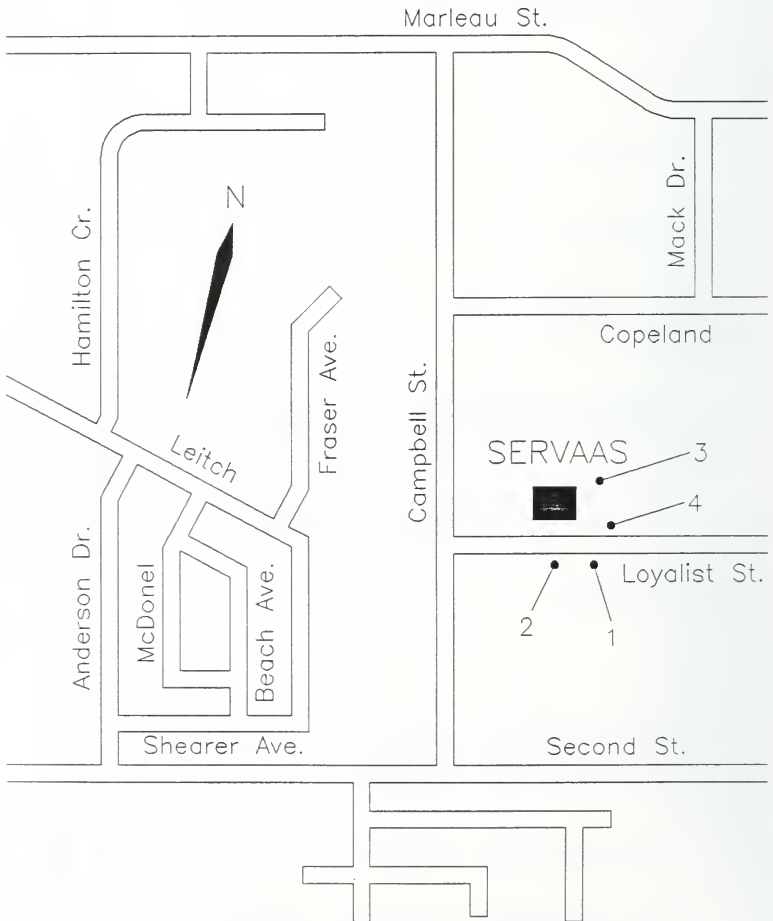 Marleau St.
N
Hamilton Cr.
Mack Dr.
Copeland
Fraser Ave.
Campbell St.
Leitch
SERVAAS
3
4
Anderson Dr.
McDonel
Beach Ave.
Loyalist St.
2
1
Shearer Ave.
Second St.